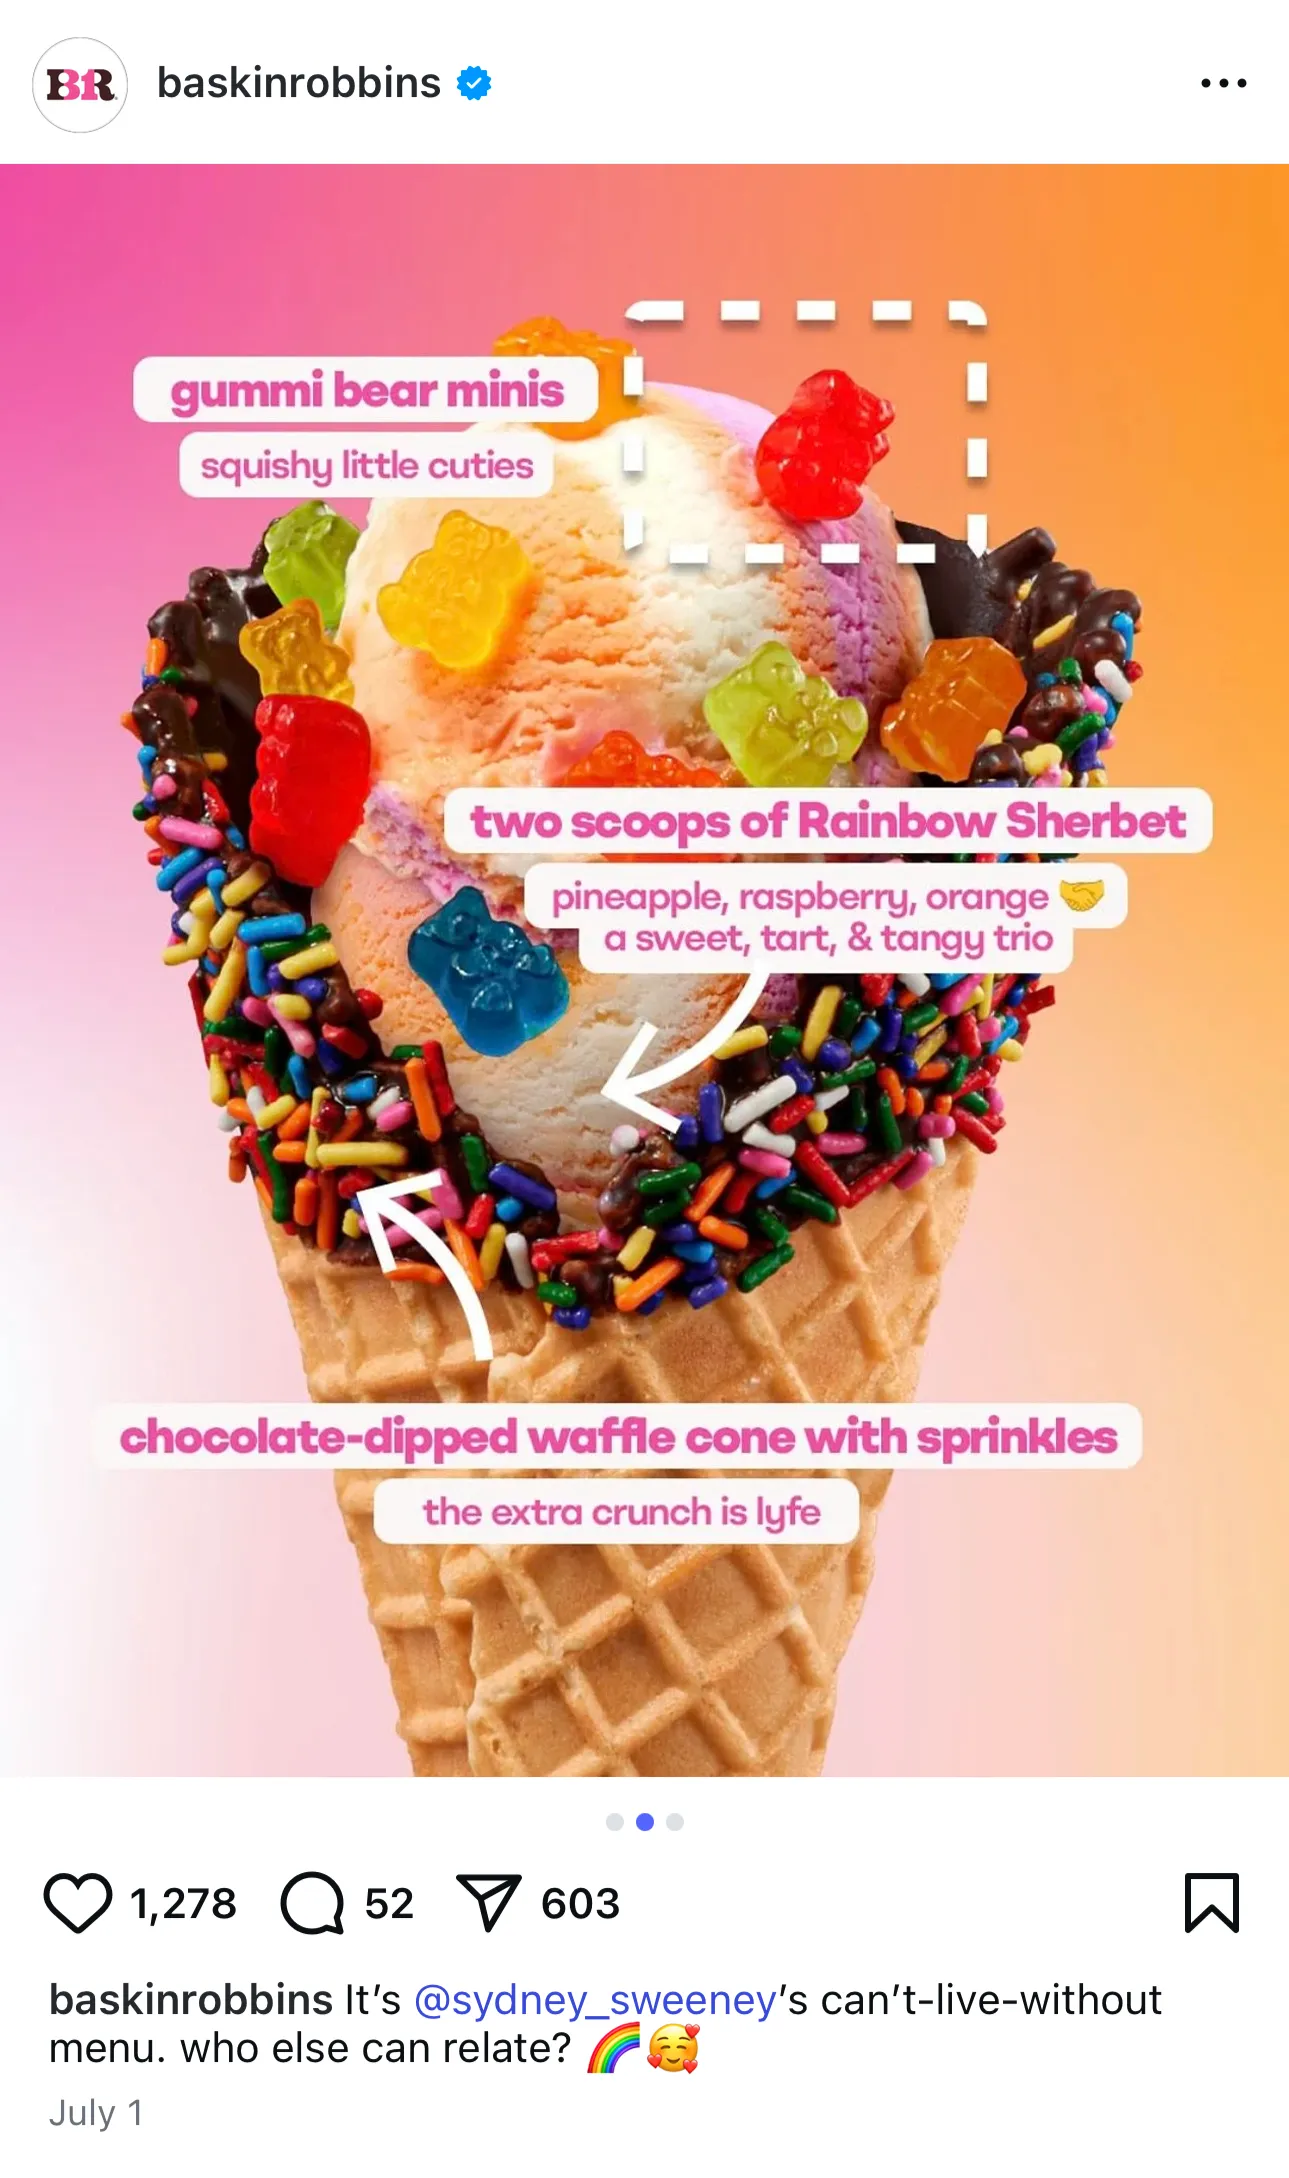 BR
baskinrobbins
gummi bear minis
squishy little cuties
two scoops of Rainbow Sherbet
pineapple, raspberry, orange 🤝
a sweet, tart, & tangy trio
chocolate-dipped waffle cone with sprinkles
the extra crunch is lyfe
1,278 52 603
baskinrobbins It’s @sydney_sweeney’s can’t-live-without
menu. who else can relate? 🌈🥰
July 1